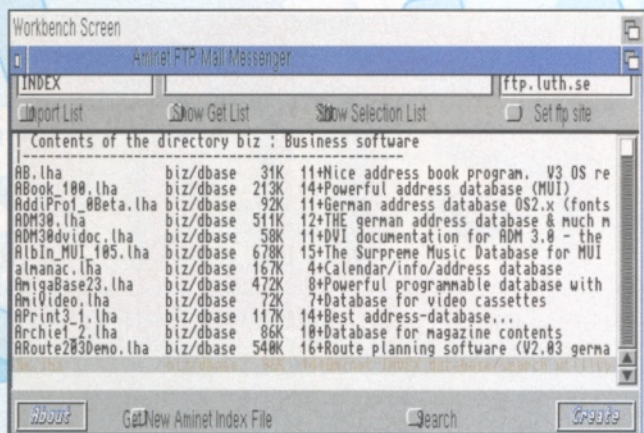 Workbench Screen
Aminet FTP Mail Messenger
INDEX
ftp.luth.se
Import List
Show Get List
Show Selection List
Set ftp site
| Contents of the directory biz : Business software
|--------------------------------------------------
AB.lha biz/dbase 31K 11+Nice address book program. V3 OS re
ABook_100.lha biz/dbase 213K 14+Powerful address database (MUI)
AddiPro1_0Beta.lha biz/dbase 92K 11+German address database OS2.x (fonts
ADM30.lha biz/dbase 511K 12+THE german address database & much m
ADM30dvidoc.lha biz/dbase 58K 11+DVI documentation for ADM 3.0 - the
AlbIn_MUI_105.lha biz/dbase 678K 15+The Surpreme Music Database for MUI
almanac.lha biz/dbase 167K 4+Calendar/info/address database
AmigaBase23.lha biz/dbase 472K 8+Powerful programmable database with
AmiVideo.lha biz/dbase 72K 7+Database for video cassettes
APrint3_1.lha biz/dbase 117K 14+Best address-database...
Archie1_2.lha biz/dbase 86K 10+Database for magazine contents
ARoute203Demo.lha biz/dbase 540K 16+Route planning software (V2.03 germa
About
Get New Aminet Index File
Search
Create